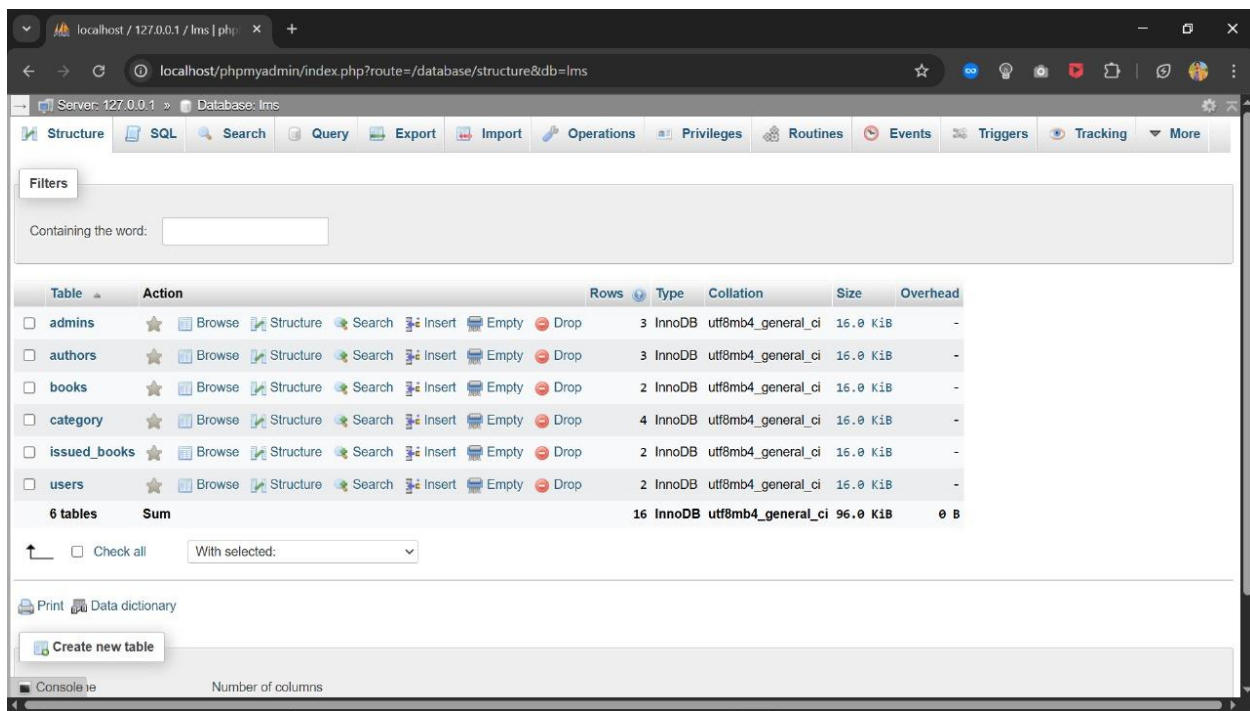 localhost / 127.0.0.1 / lms | php
localhost/phpmyadmin/index.php?route=/database/structure&db=lms
Server: 127.0.0.1 » Database: lms
Structure SQL Search Query Export Import Operations Privileges Routines Events Triggers Tracking More
Filters
Containing the word:
Table Action Rows Type Collation Size Overhead
admins Browse Structure Search Insert Empty Drop 3 InnoDB utf8mb4_general_ci 16.0 KiB -
authors Browse Structure Search Insert Empty Drop 3 InnoDB utf8mb4_general_ci 16.0 KiB -
books Browse Structure Search Insert Empty Drop 2 InnoDB utf8mb4_general_ci 16.0 KiB -
category Browse Structure Search Insert Empty Drop 4 InnoDB utf8mb4_general_ci 16.0 KiB -
issued_books Browse Structure Search Insert Empty Drop 2 InnoDB utf8mb4_general_ci 16.0 KiB -
users Browse Structure Search Insert Empty Drop 2 InnoDB utf8mb4_general_ci 16.0 KiB -
6 tables Sum 16 InnoDB utf8mb4_general_ci 96.0 KiB 0 B
Check all With selected:
Print Data dictionary
Create new table
Console Number of columns